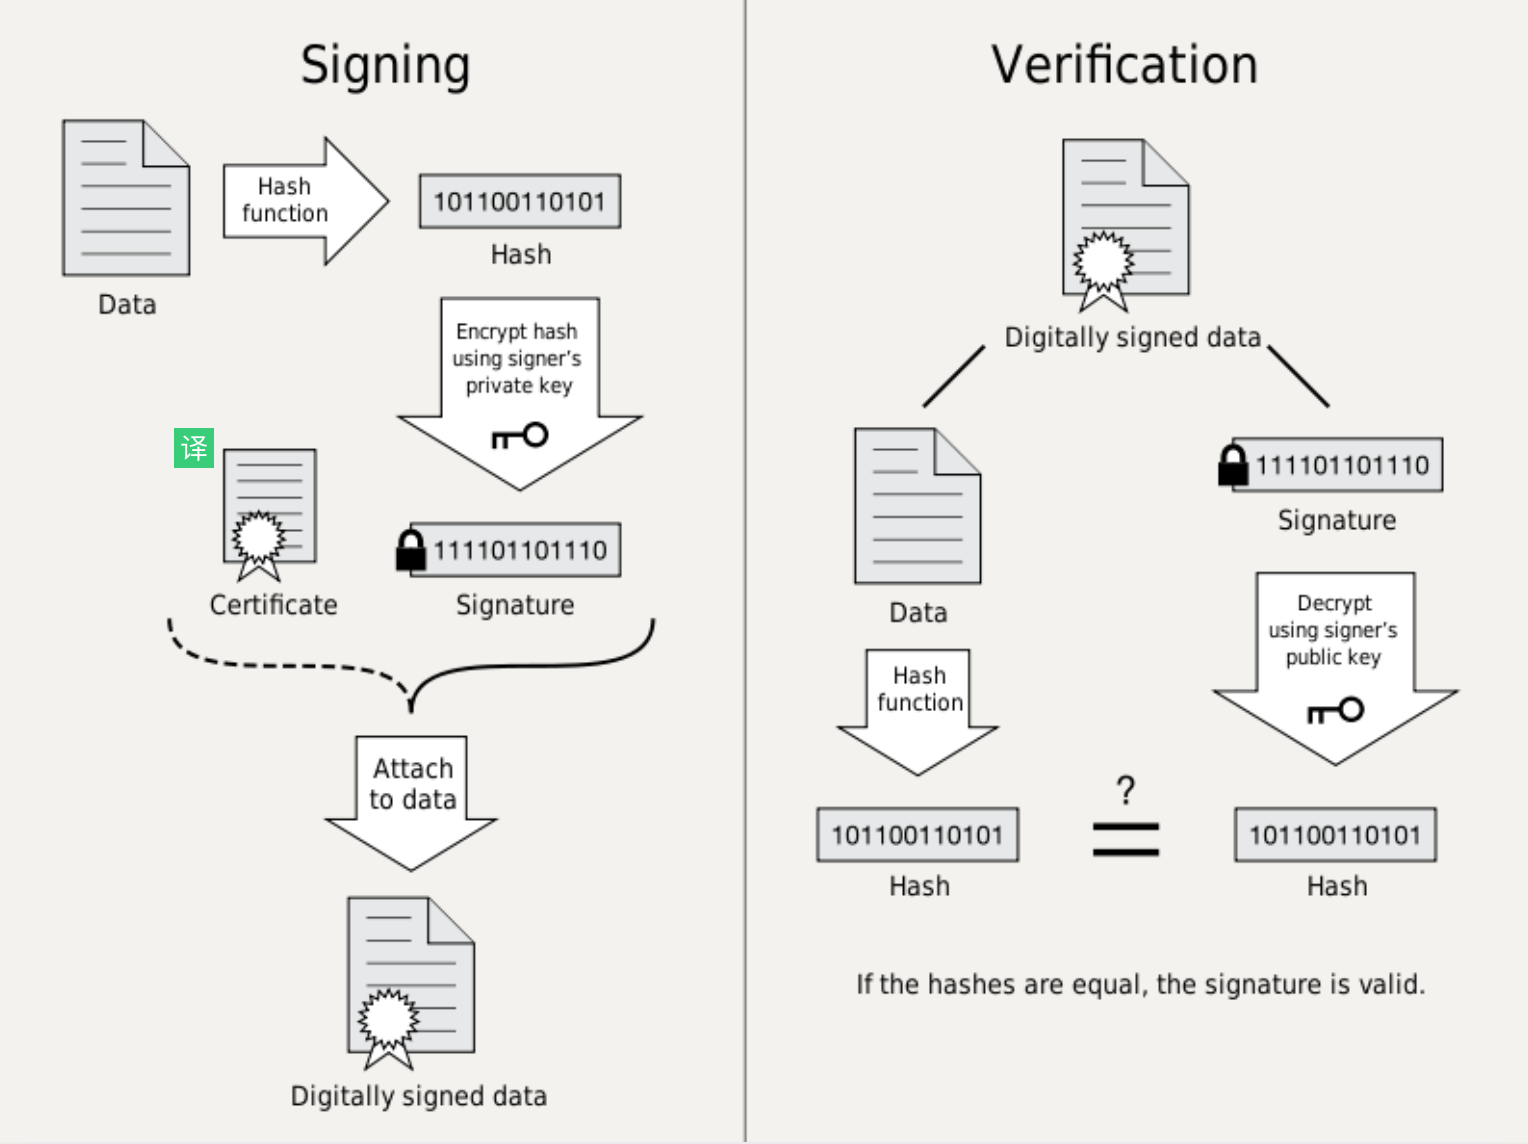 Signing
Hash
function
101100110101
Hash
Data
Encrypt hash
using signer's
private key
译
111101101110
Certificate
Signature
Attach
to data
Digitally signed data
Verification
Digitally signed data
Data
111101101110
Signature
Hash
function
Decrypt
using signer's
public key
101100110101
Hash
?
=
101100110101
Hash
If the hashes are equal, the signature is valid.